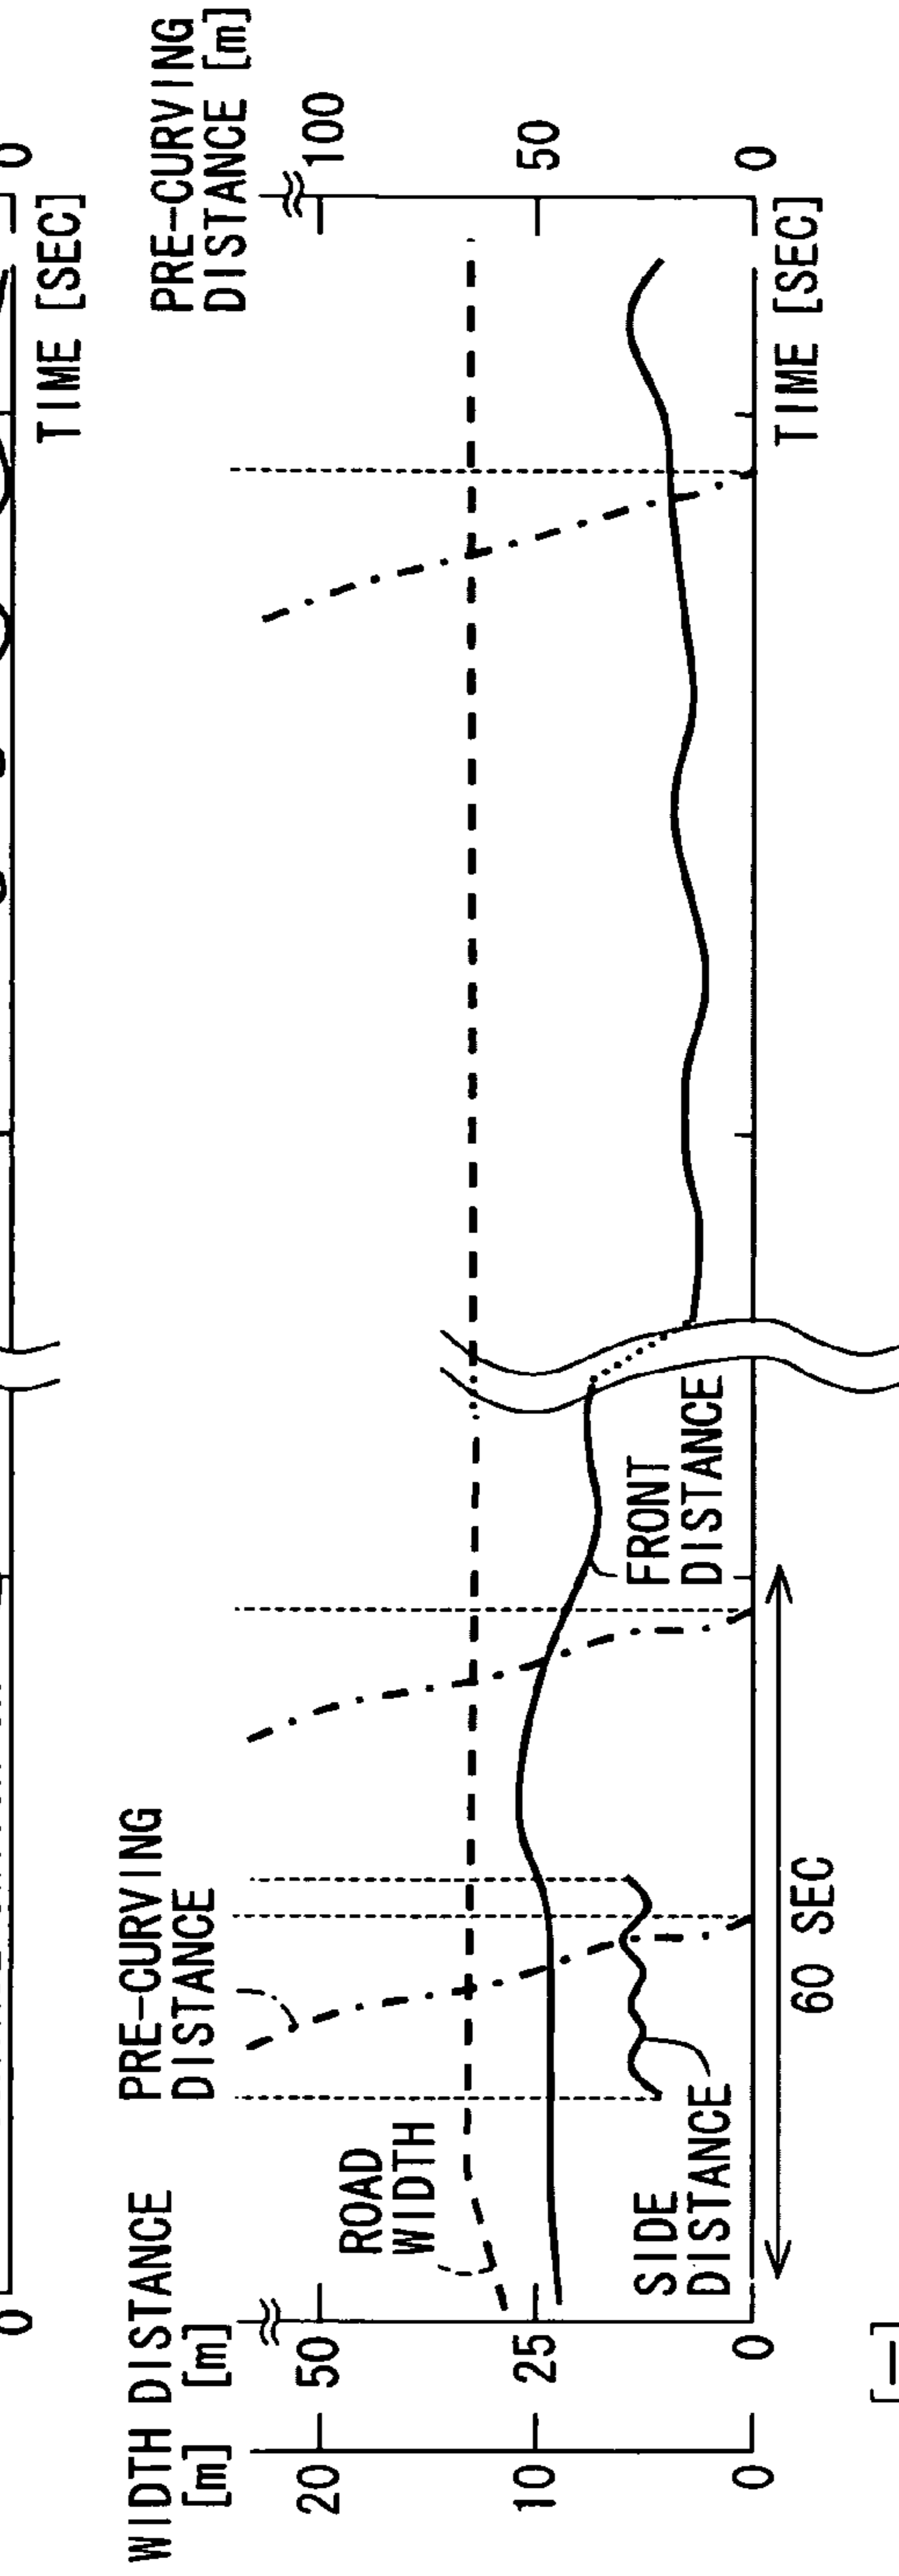 0
0
TIME [SEC]
WIDTH DISTANCE
[m] [m]
20
10
0
50
25
0
ROAD
WIDTH
PRE-CURVING
DISTANCE
SIDE
DISTANCE
FRONT
DISTANCE
60 SEC
PRE-CURVING
DISTANCE [m]
100
50
0
TIME [SEC]
[—]